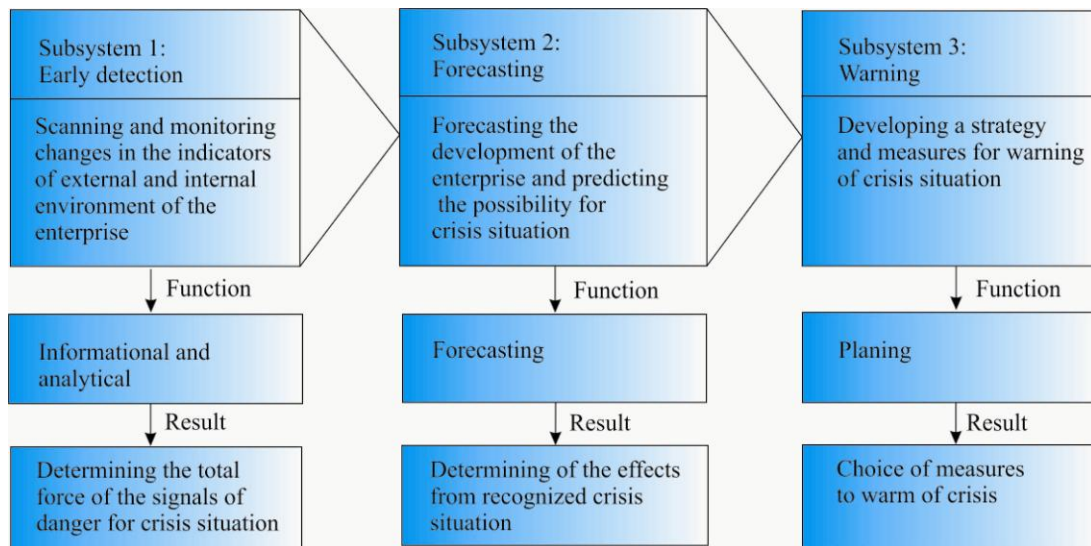 Subsystem 1:
Early detection
Scanning and monitoring
changes in the indicators
of external and internal
environment of the
enterprise
Function
Informational and
analytical
Result
Determining the total
force of the signals of
danger for crisis situation
Subsystem 2:
Forecasting
Forecasting the
development of the
enterprise and predicting
the possibility for
crisis situation
Function
Forecasting
Result
Determining of the effects
from recognized crisis
situation
Subsystem 3:
Warning
Developing a strategy
and measures for warning
of crisis situation
Function
Planing
Result
Choice of measures
to warm of crisis